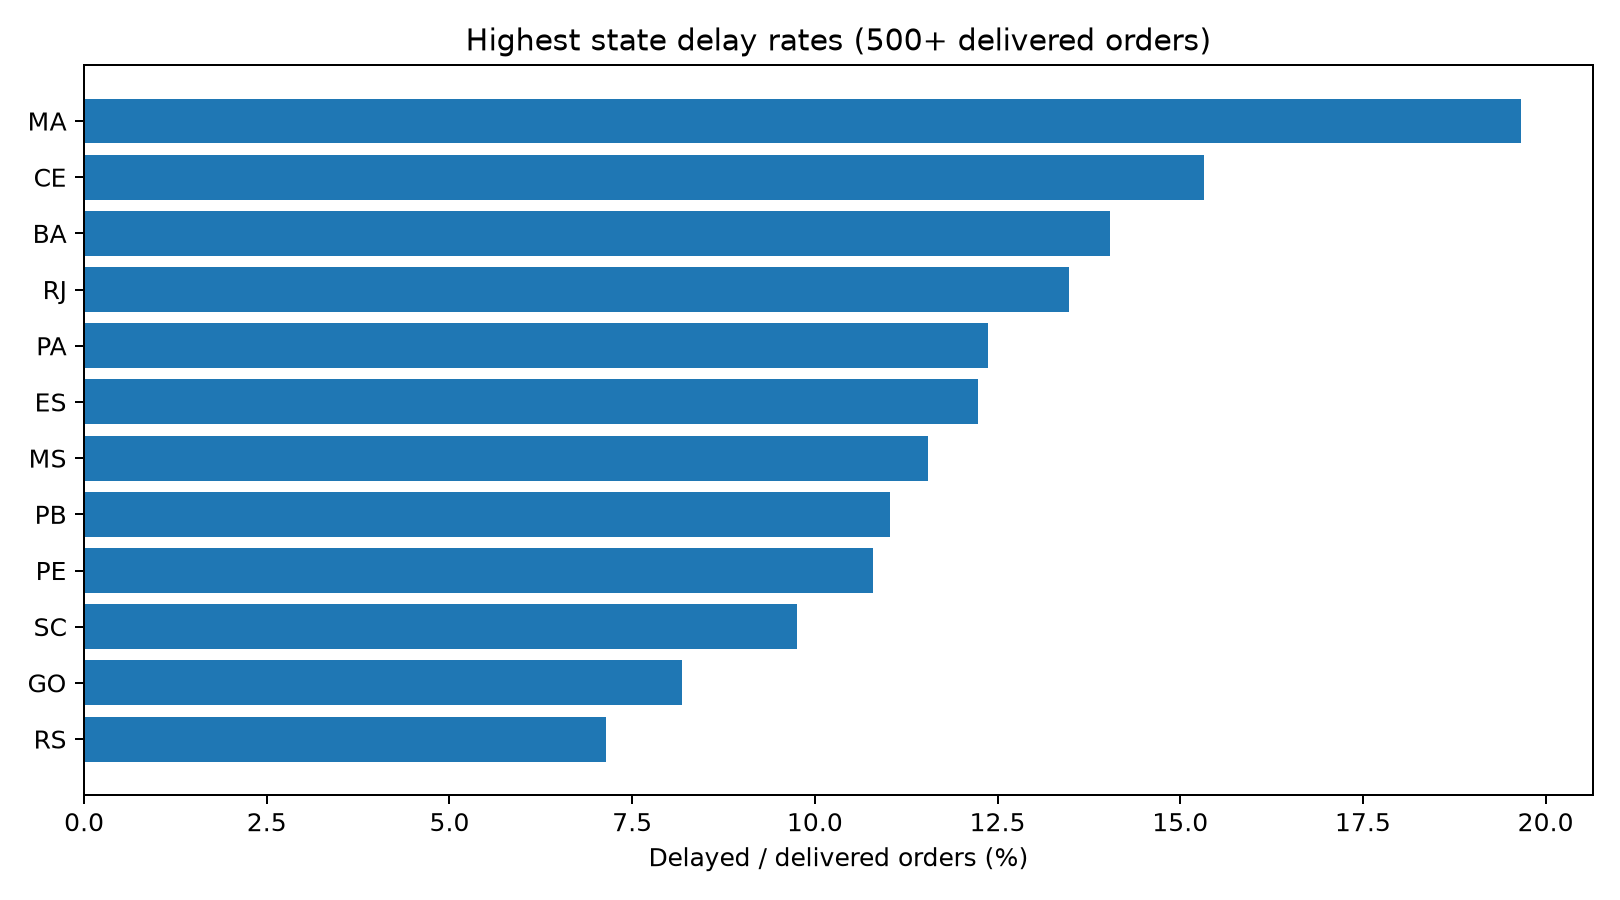 Highest state delay rates (500+ delivered orders)
MA
CE
BA
RJ
PA
ES
MS
PB
PE
SC
GO
RS
0.0 2.5 5.0 7.5 10.0 12.5 15.0 17.5 20.0
Delayed / delivered orders (%)